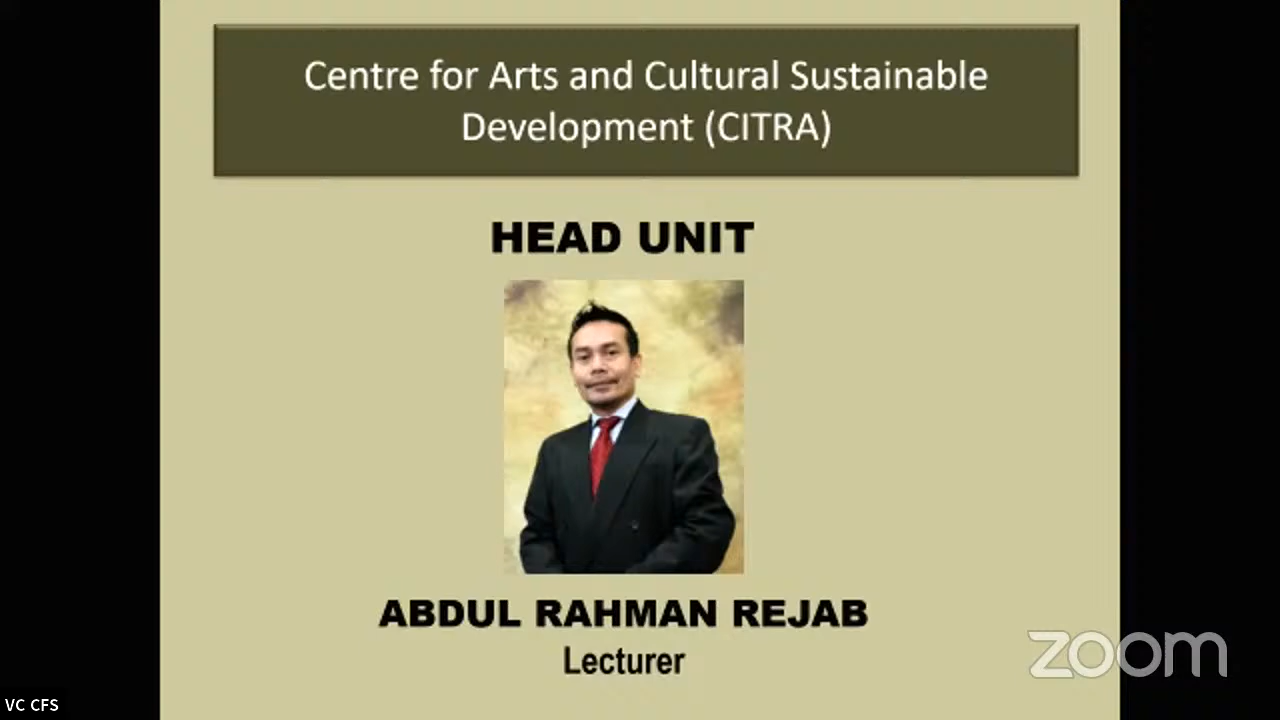 Centre for Arts and Cultural Sustainable
Development (CITRA)
HEAD UNIT
ABDUL RAHMAN REJAB
Lecturer
zoom
VC CFS